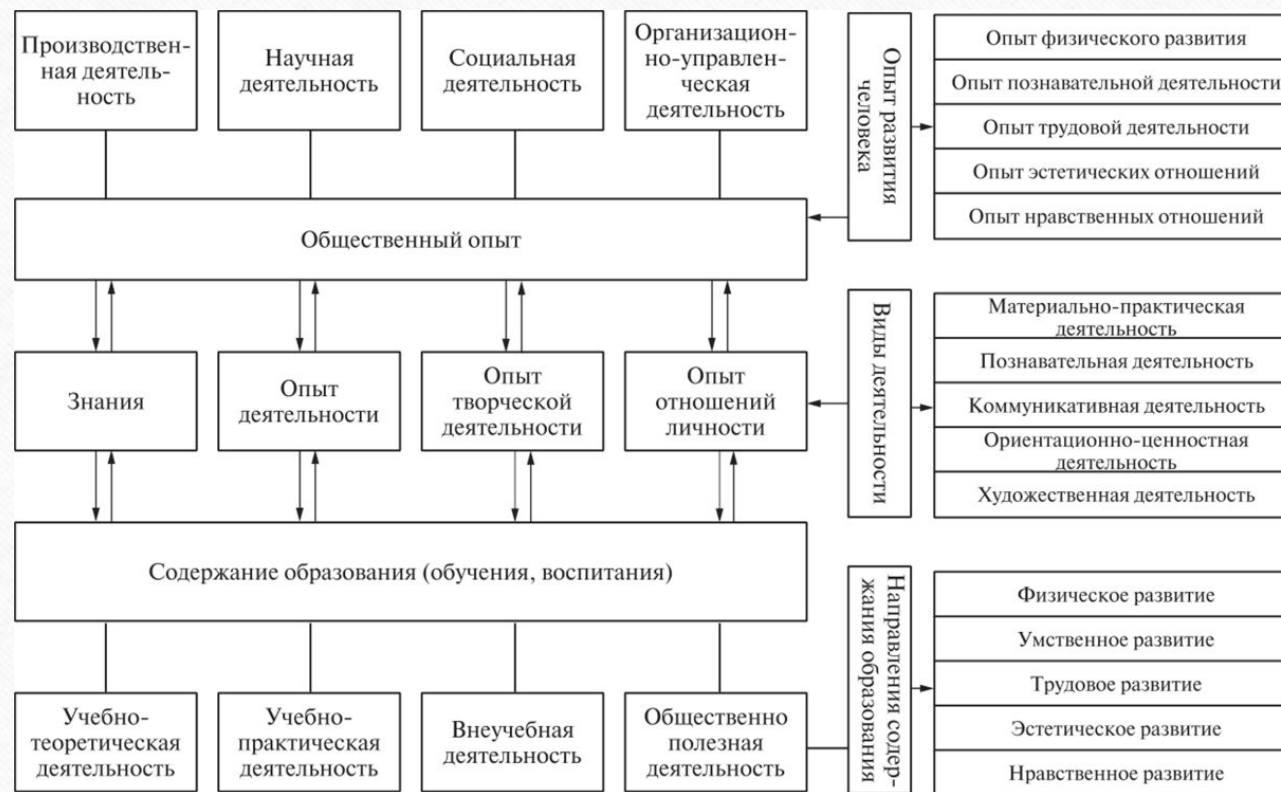 Производствен-
ная деятель-
ность
Научная
деятельность
Социальная
деятельность
Организацион-
но-управлен-
ческая
деятельность
Общественный опыт
Знания
Опыт
деятельности
Опыт
творческой
деятельности
Опыт
отношений
личности
Содержание образования (обучения, воспитания)
Учебно-
теоретическая
деятельность
Учебно-
практическая
деятельность
Внеучебная
деятельность
Общественно
полезная
деятельность
Опыт развития
человека
Опыт физического развития
Опыт познавательной деятельности
Опыт трудовой деятельности
Опыт эстетических отношений
Опыт нравственных отношений
Виды деятельности
Материально-практическая
деятельность
Познавательная деятельность
Коммуникативная деятельность
Ориентационно-ценностная
деятельность
Художественная деятельность
Направления содер-
жания образования
Физическое развитие
Умственное развитие
Трудовое развитие
Эстетическое развитие
Нравственное развитие